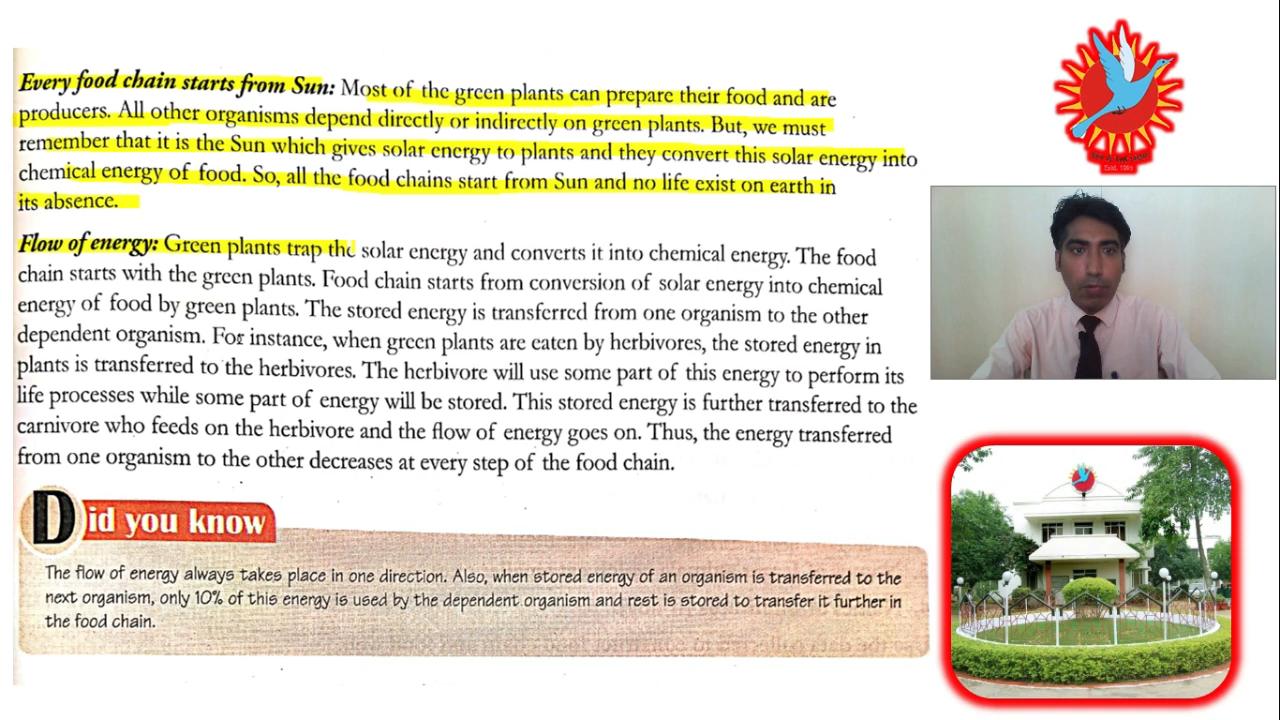 Every food chain starts from Sun: Most of the green plants can prepare their food and are
producers. All other organisms depend directly or indirectly on green plants. But, we must
remember that it is the Sun which gives solar energy to plants and they convert this solar energy into
chemical energy of food. So, all the food chains start from Sun and no life exist on earth in
its absence.
Flow of energy: Green plants trap the solar energy and converts it into chemical energy. The food
chain starts with the green plants. Food chain starts from conversion of solar energy into chemical
energy of food by green plants. The stored energy is transferred from one organism to the other
dependent organism. For instance, when green plants are eaten by herbivores, the stored energy in
plants is transferred to the herbivores. The herbivore will use some part of this energy to perform its
life processes while some part of energy will be stored. This stored energy is further transferred to the
carnivore who feeds on the herbivore and the flow of energy goes on. Thus, the energy transferred
from one organism to the other decreases at every step of the food chain.
Did you know
The flow of energy always takes place in one direction. Also, when stored energy of an organism is transferred to the
next organism, only 10% of this energy is used by the dependent organism and rest is stored to transfer it further in
the food chain.